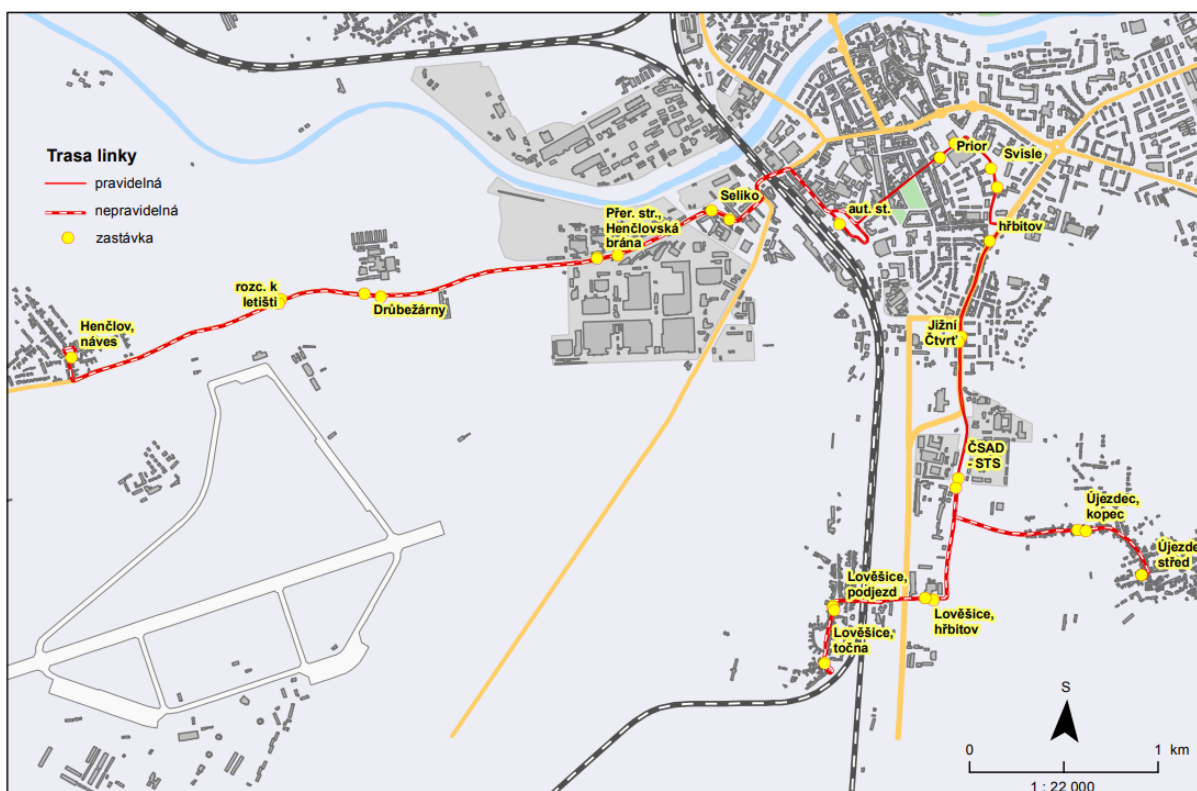 Trasa linky
pravidelná
nepravidelná
zastávka
Prior
Svisle
Seliko
aut. st.
Přer. str.,
Henčlovská
brána
hřbitov
rozc. k
letišti
Drůbežárny
Henčlov,
náves
Jižní
Čtvrť
ČSAD
- STS
Újezdec,
kopec
Újezde
střed
Lověšice,
podjezd
Lověšice,
hřbitov
Lověšice,
točna
S
0 1 km
1 : 22 000